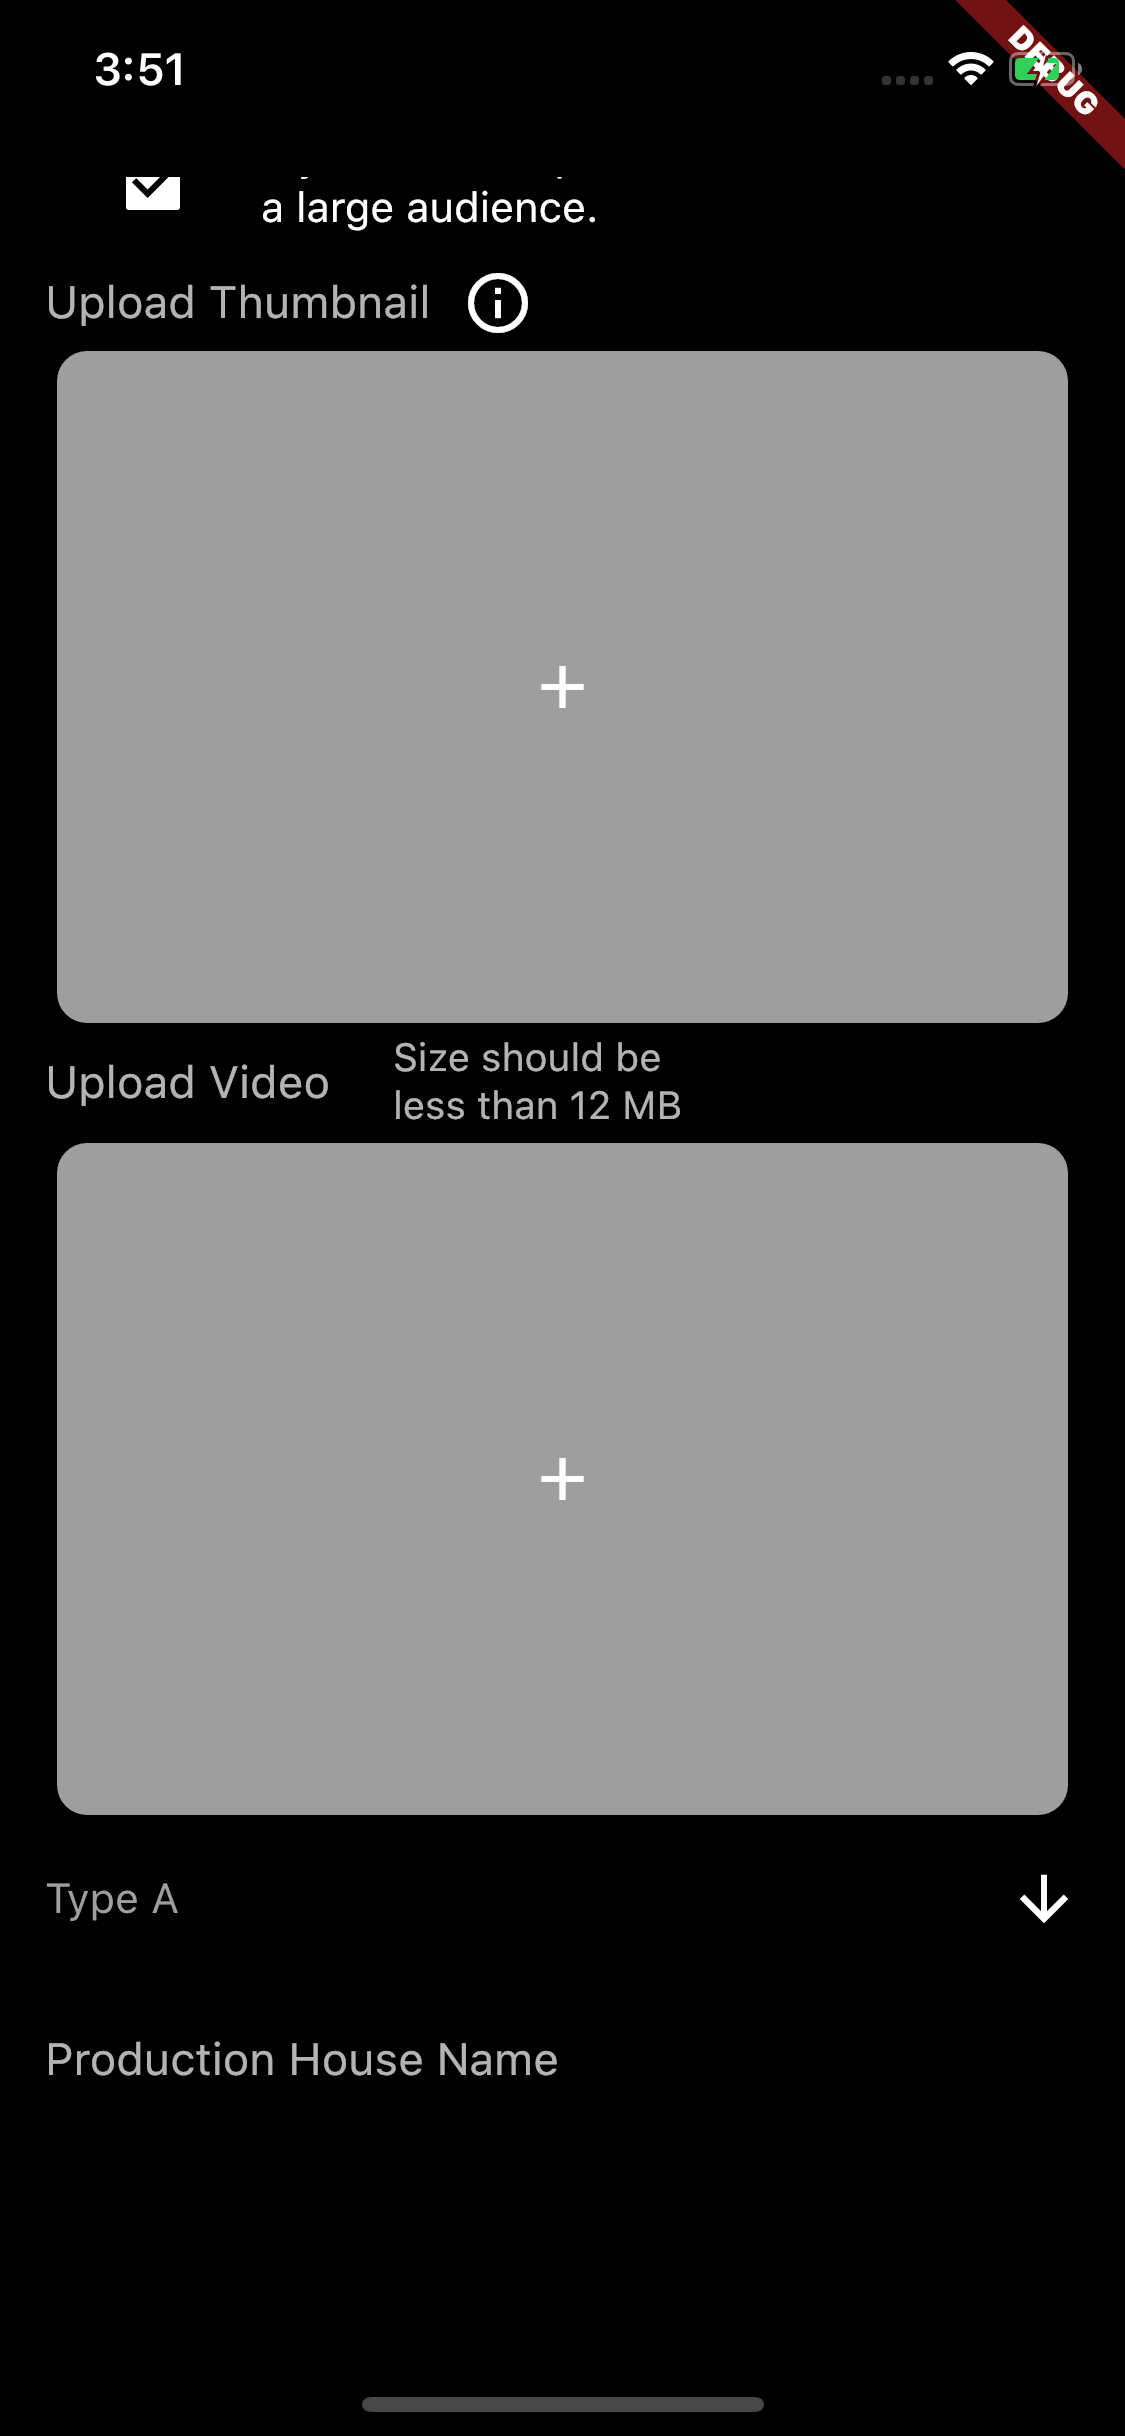 3:51
DEBUG
a large audience.
Upload Thumbnail
Upload Video
Size should be
less than 12 MB
Type A
Production House Name